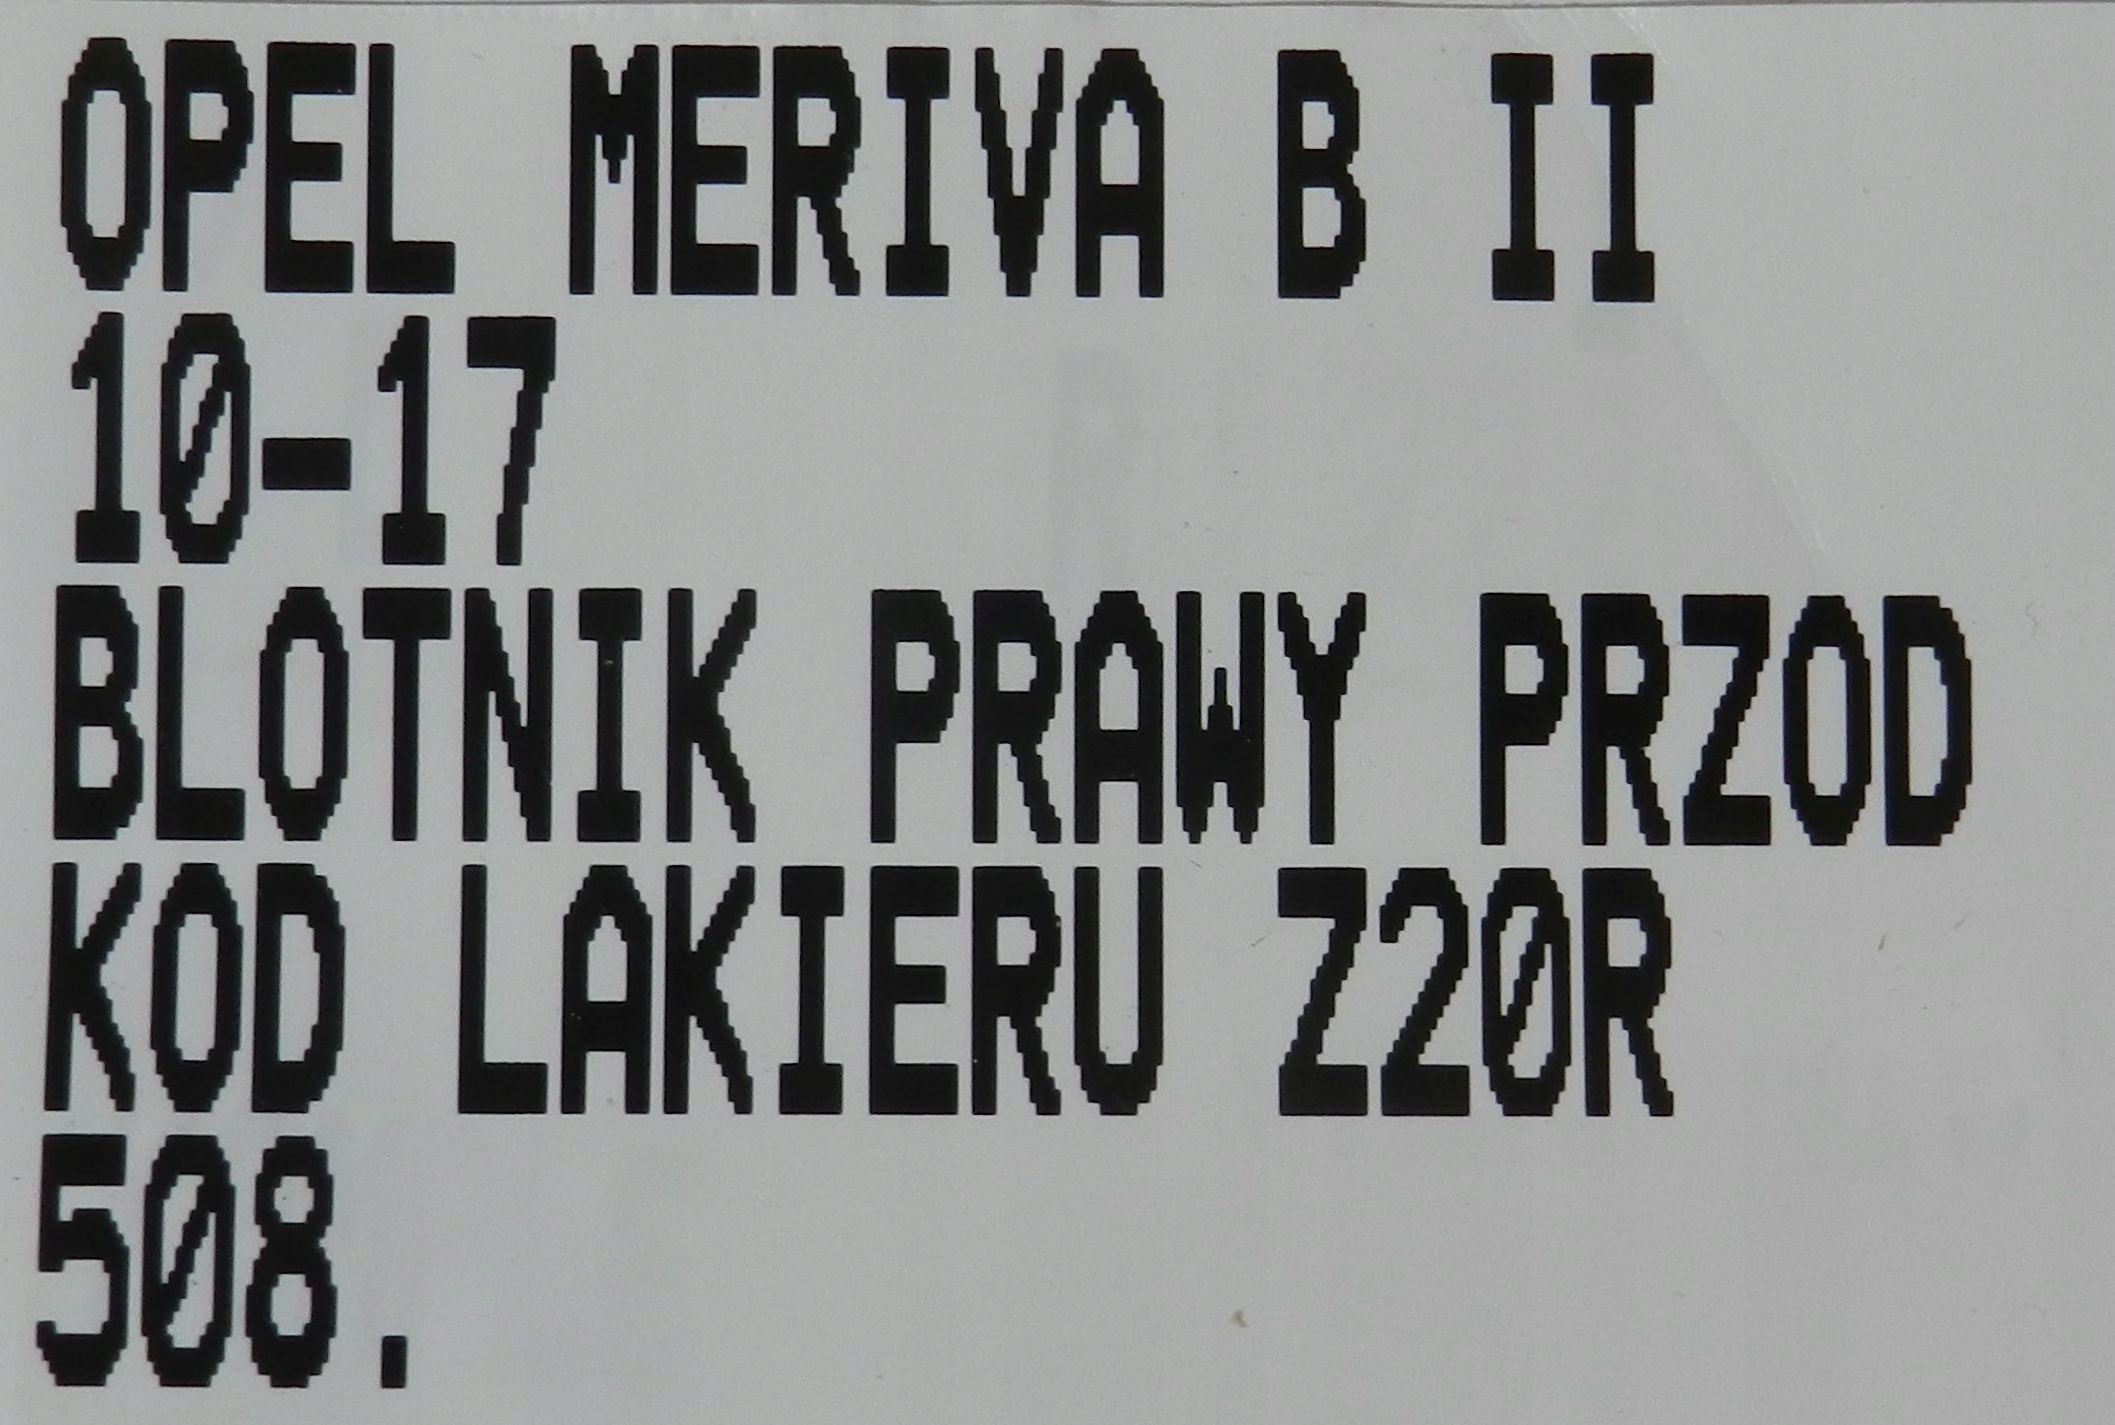 OPEL MERIVA B II
10-17
BLOTNIK PRAWY PRZOD
KOD LAKIERU Z20R
508.